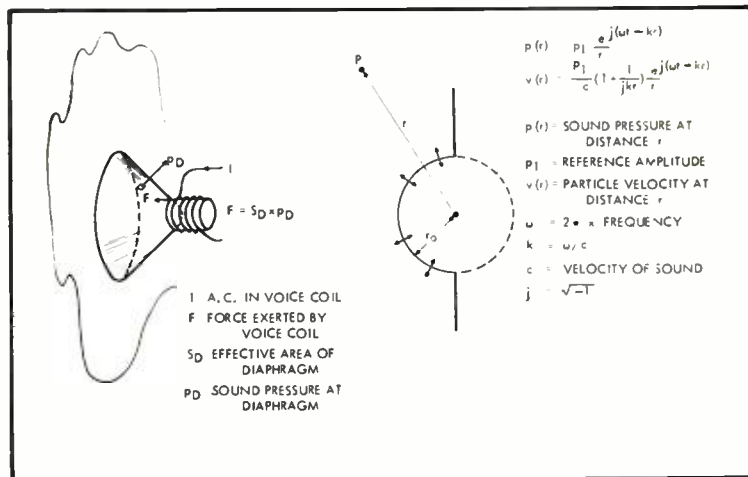 PD
I
F
F = SD × PD
I A.C. IN VOICE COIL
F FORCE EXERTED BY
VOICE COIL
SD EFFECTIVE AREA OF
DIAPHRAGM
PD SOUND PRESSURE AT
DIAPHRAGM
P
r
ro
p(r) p1 e^j(ωt − kr) / r
v(r) = p1/c (1 + 1/jkr) e^j(ωt − kr) / r
p(r) = SOUND PRESSURE AT
DISTANCE r
p1 = REFERENCE AMPLITUDE
v(r) = PARTICLE VELOCITY AT
DISTANCE r
ω = 2 x FREQUENCY
k = ω/c
c = VELOCITY OF SOUND
j = √−1